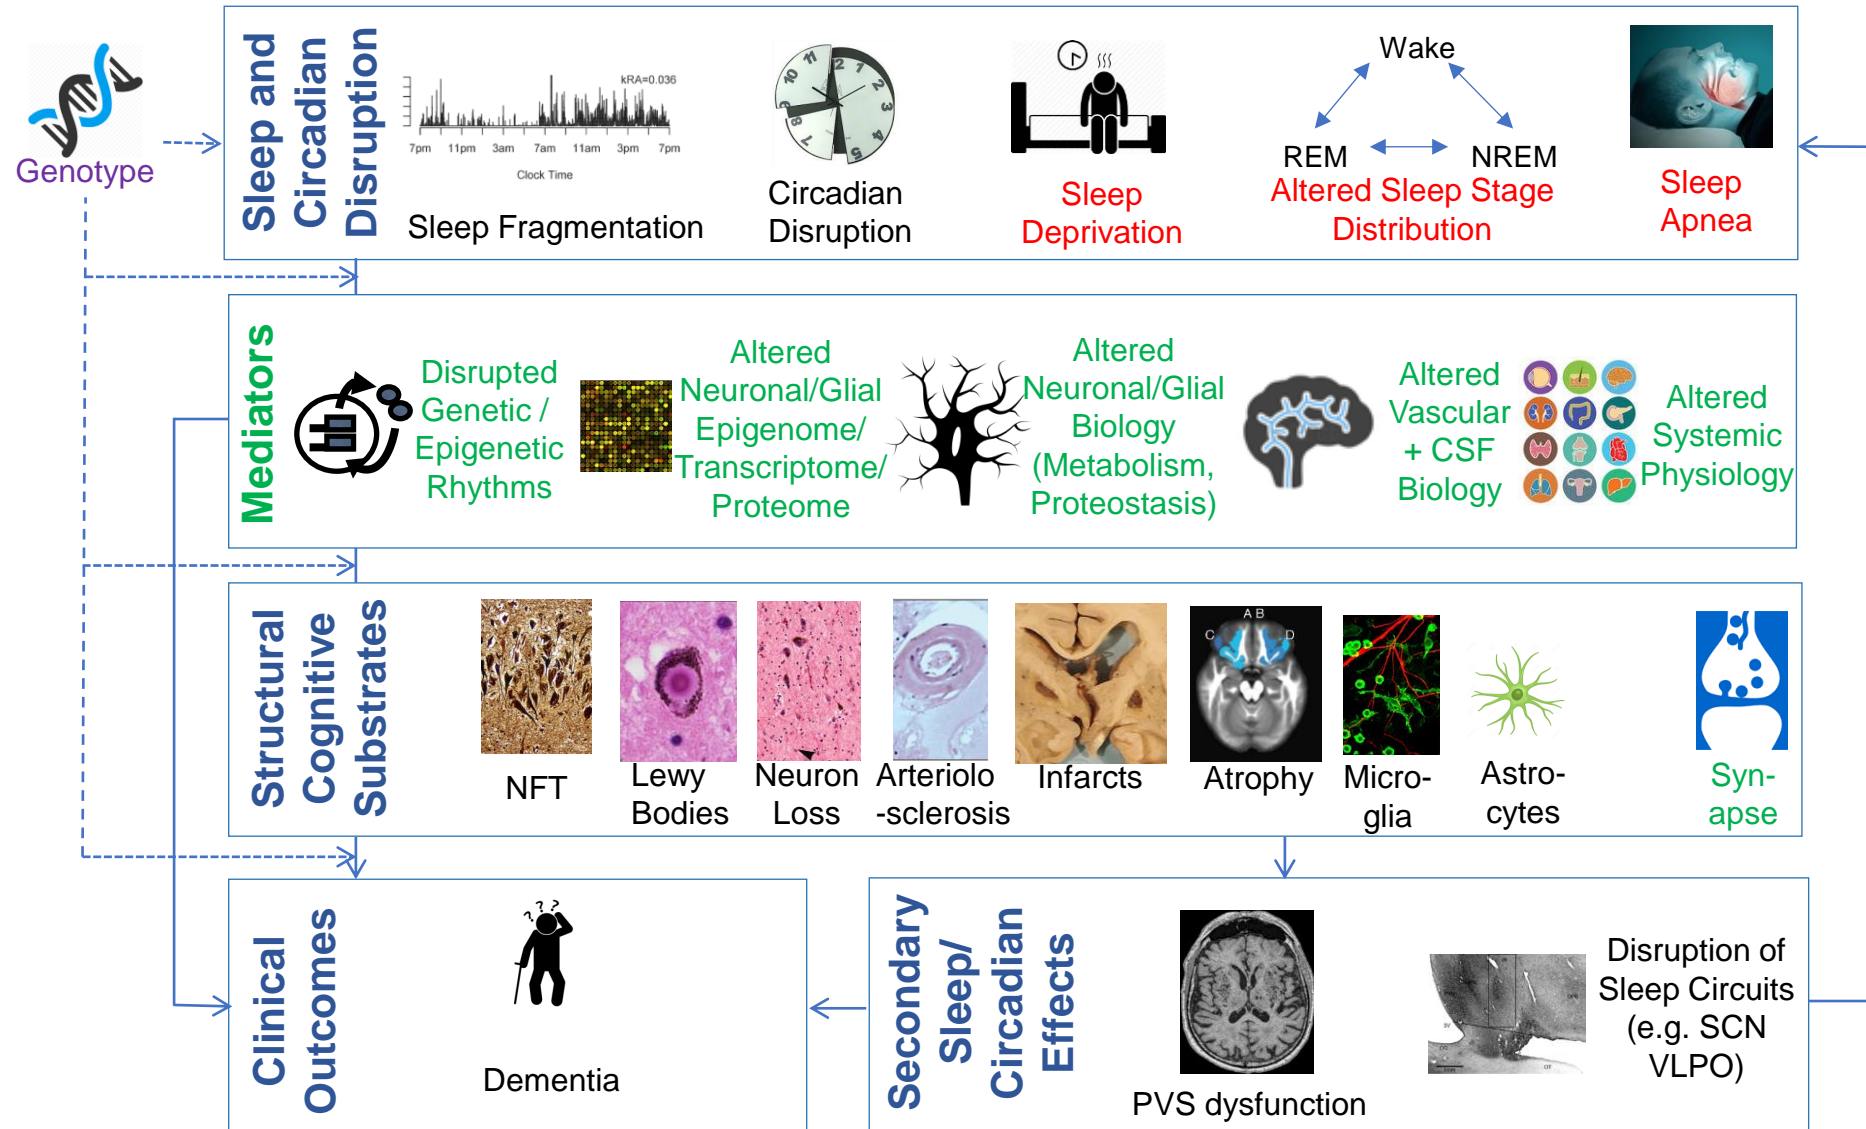 Genotype
Sleep and
Circadian
Disruption
kRA=0.036
7pm 11pm 3am 7am 11am 3pm 7pm
Clock Time
Sleep Fragmentation
Circadian
Disruption
Sleep
Deprivation
Wake
REM
NREM
Altered Sleep Stage
Distribution
Sleep
Apnea
Mediators
Disrupted
Genetic /
Epigenetic
Rhythms
Altered
Neuronal/Glial
Epigenome/
Transcriptome/
Proteome
Altered
Neuronal/Glial
Biology
(Metabolism,
Proteostasis)
Altered
Vascular
+ CSF
Biology
Altered
Systemic
Physiology
Structural
Cognitive
Substrates
NFT
Lewy
Bodies
Neuron
Loss
Arteriolo
-sclerosis
Infarcts
A B
C
D
Atrophy
Micro-
glia
Astro-
cytes
Syn-
apse
Clinical
Outcomes
? ? ?
Dementia
Secondary
Sleep/
Circadian
Effects
PVS dysfunction
Disruption of
Sleep Circuits
(e.g. SCN
VLPO)